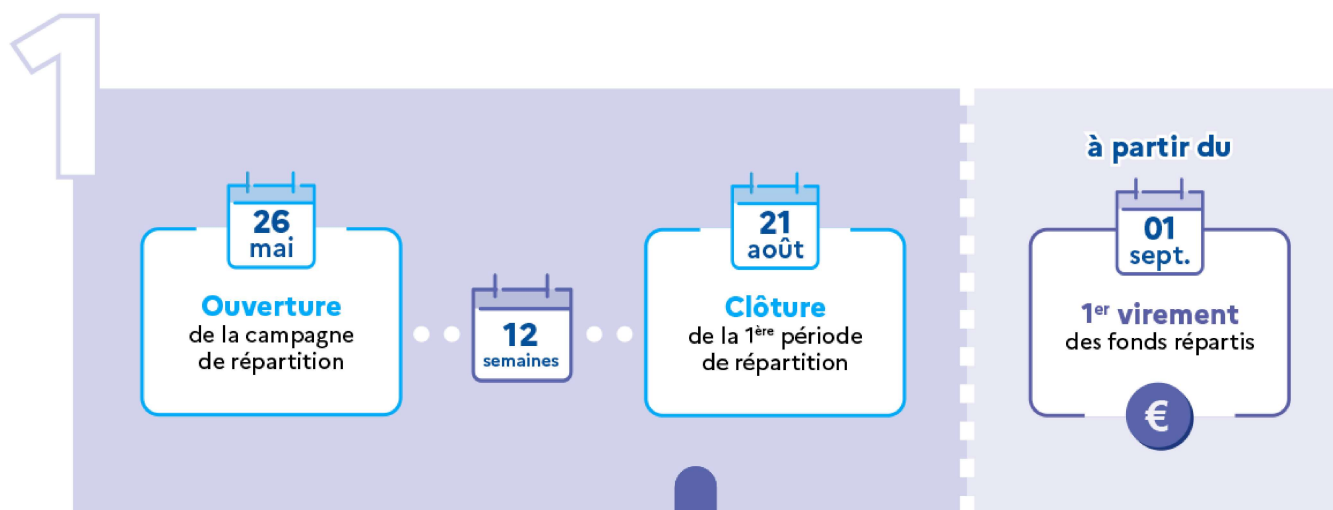 1
26
mai
Ouverture
de la campagne
de répartition
12
semaines
21
août
Clôture
de la 1ère période
de répartition
à partir du
01
sept.
1er virement
des fonds répartis
€